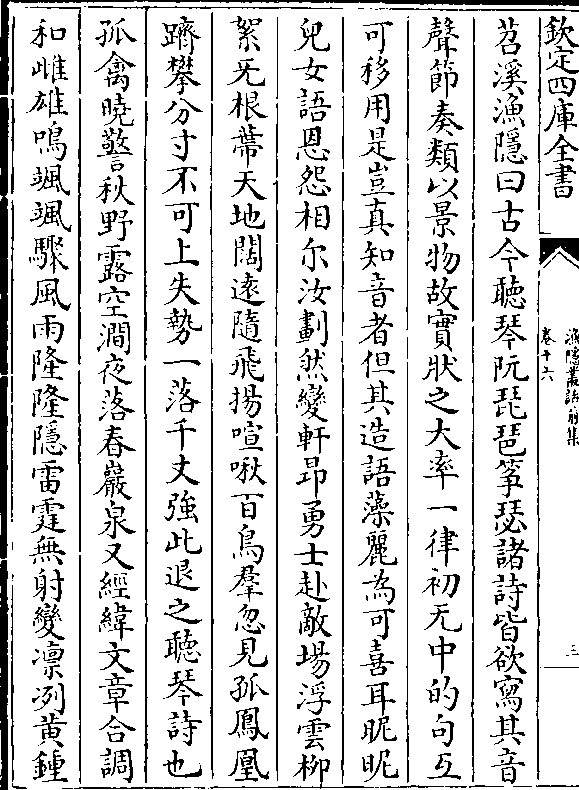 欽定四庫全書
漁隱叢話前集
卷十六
三
苕溪漁隱曰古今聽琴阮琵琶箏瑟諸詩皆欲寫其音
聲節奏類以景物故實狀之大率一律初无中的句互
可移用是豈真知音者但其造語藻麗為可喜耳昵昵
兒女語恩怨相尔汝劃然變軒昂勇士赴敵場浮雲柳
絮无根蔕天地闊逺隨飛揚喧啾百鳥羣忽見孤鳳凰
躋攀分寸不可上失勢一落千丈強此退之聽琴詩也
孤禽曉警秋野露空澗夜落春巖泉又經緯文章合調
和雌雄鳴颯颯驟風雨隆隆隱雷霆無射變凛冽黄鍾